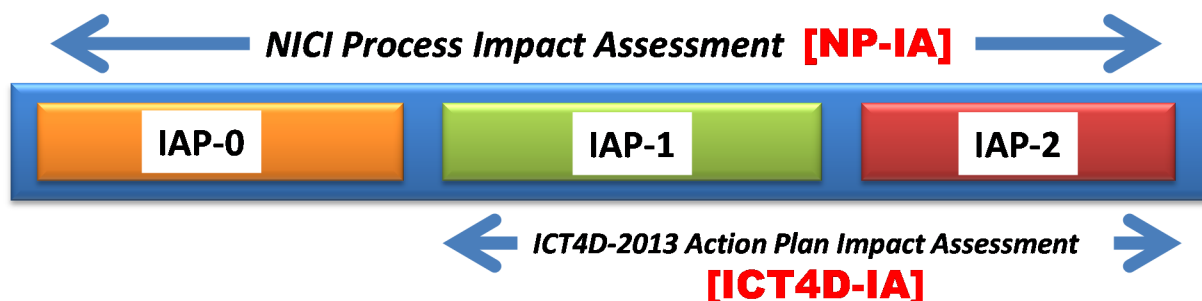 NICI Process Impact Assessment [NP-IA]
IAP-0 IAP-1 IAP-2
ICT4D-2013 Action Plan Impact Assessment
[ICT4D-IA]